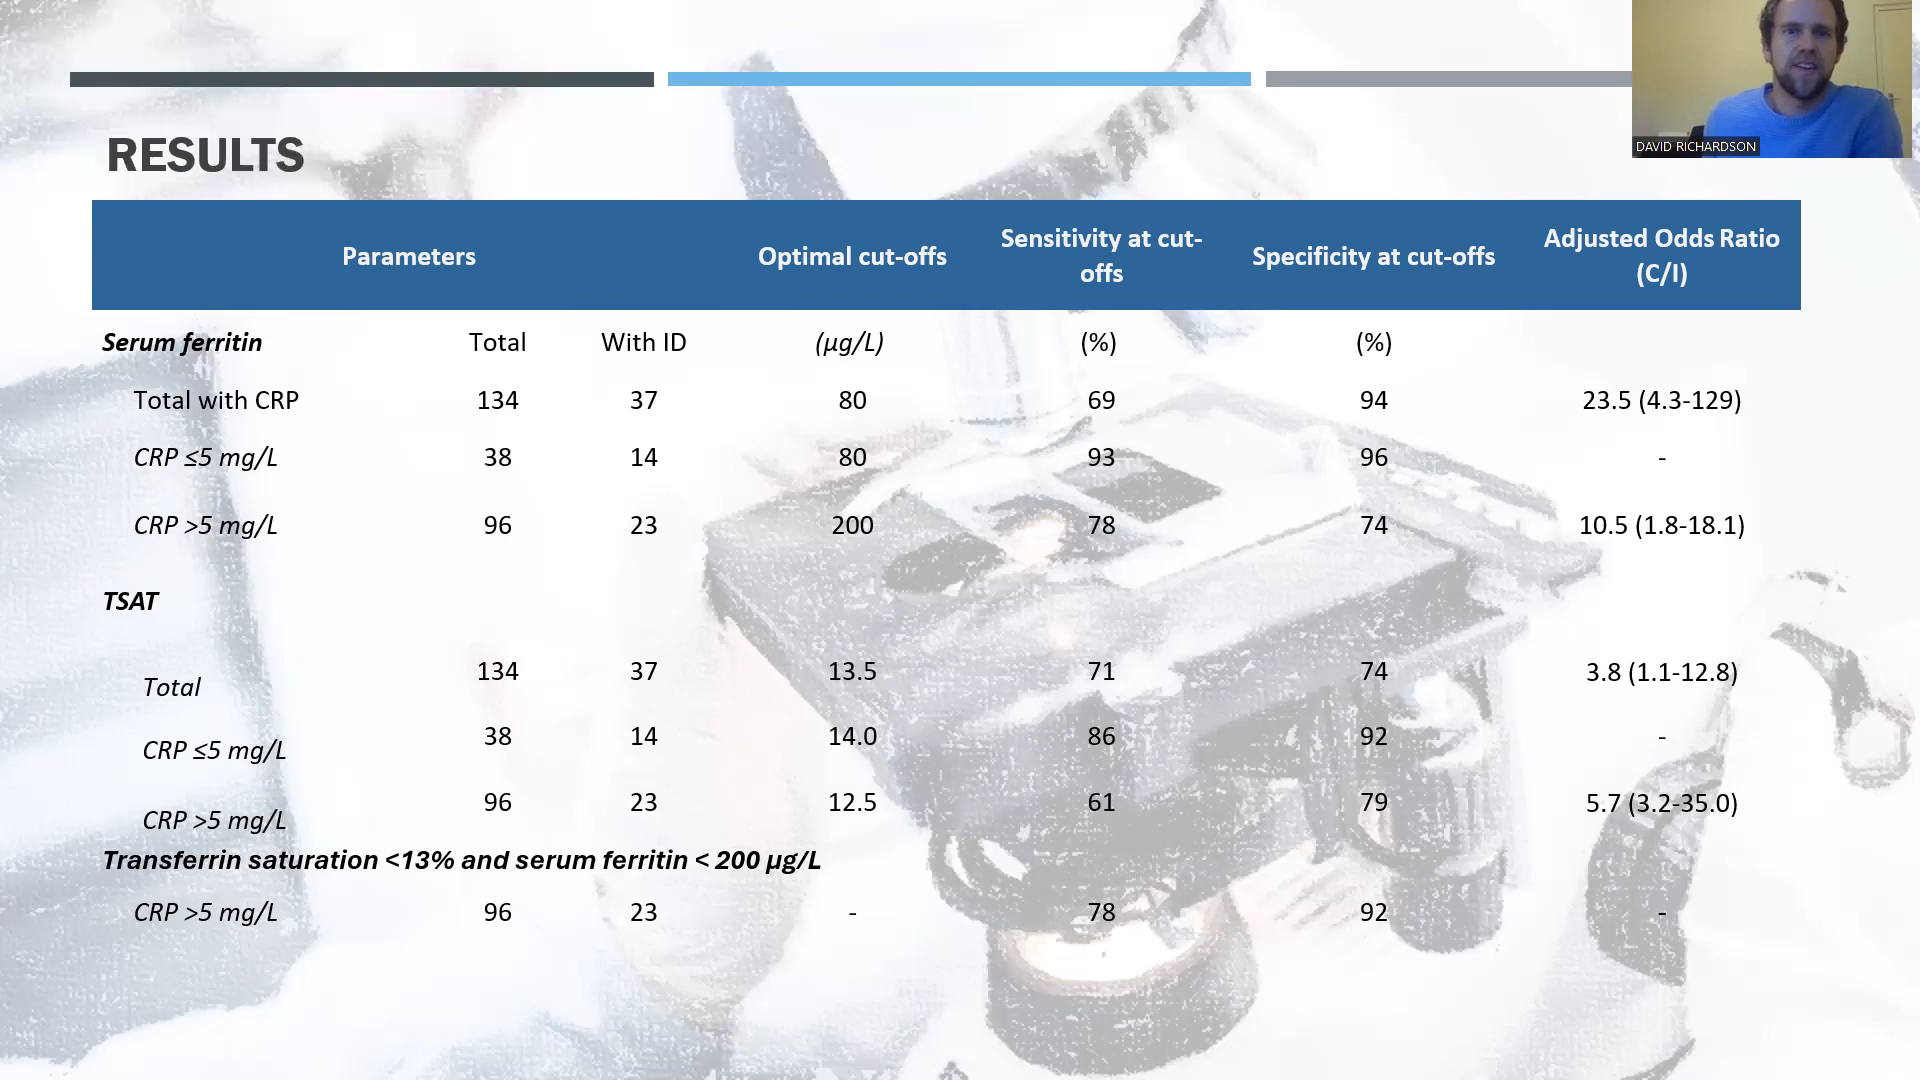 DAVID RICHARDSON
RESULTS
Parameters Optimal cut-offs Sensitivity at cut-offs Specificity at cut-offs Adjusted Odds Ratio (C/I)
Serum ferritin Total With ID (µg/L) (%) (%)
Total with CRP 134 37 80 69 94 23.5 (4.3-129)
CRP ≤5 mg/L 38 14 80 93 96 -
CRP >5 mg/L 96 23 200 78 74 10.5 (1.8-18.1)
TSAT
Total 134 37 13.5 71 74 3.8 (1.1-12.8)
CRP ≤5 mg/L 38 14 14.0 86 92 -
CRP >5 mg/L 96 23 12.5 61 79 5.7 (3.2-35.0)
Transferrin saturation <13% and serum ferritin < 200 µg/L
CRP >5 mg/L 96 23 - 78 92 -